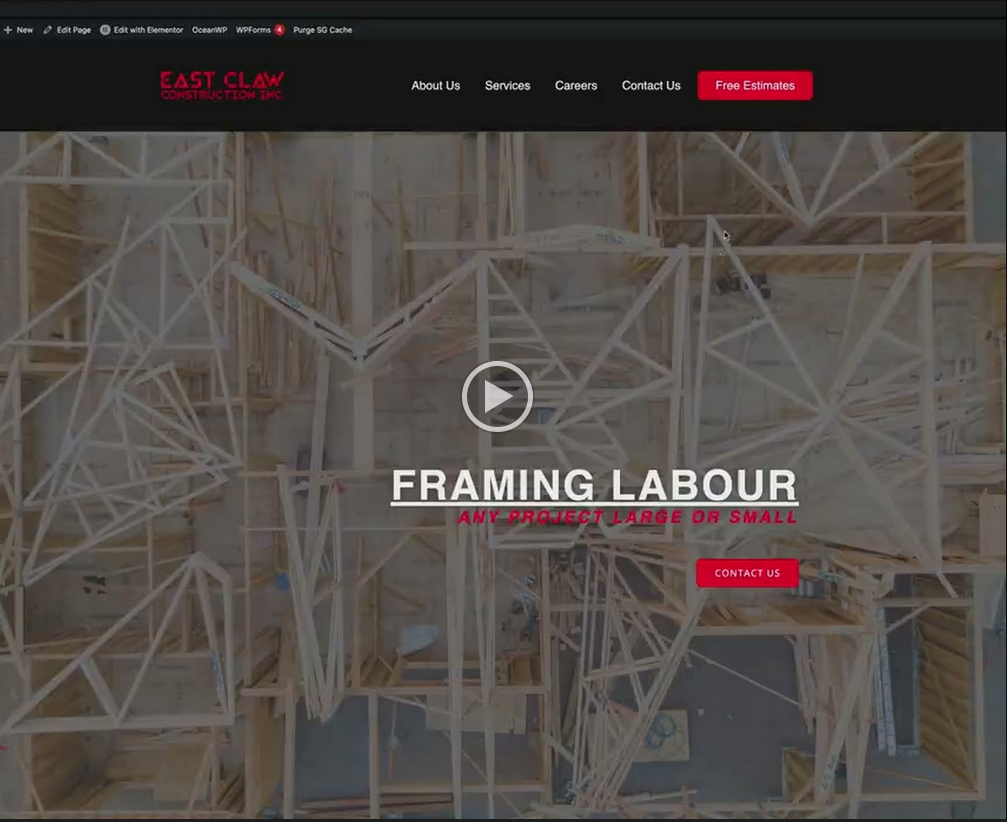 New Edit Page Edit with Elementor OceanWP WPForms 4 Purge SG Cache
EAST CLAW
CONSTRUCTION INC.
About Us Services Careers Contact Us Free Estimates
FRAMING LABOUR
ANY PROJECT LARGE OR SMALL
CONTACT US